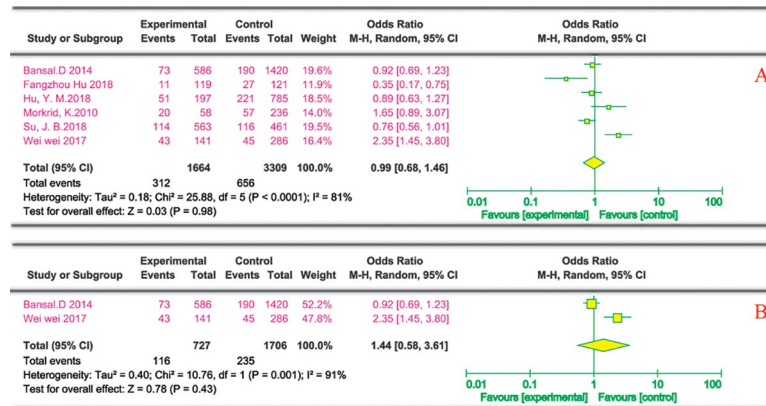 Experimental Control Odds Ratio Odds Ratio
Study or Subgroup Events Total Events Total Weight M-H, Random, 95% CI M-H, Random, 95% CI
Bansal.D 2014 73 586 190 1420 19.6% 0.92 [0.69, 1.23]
Fangzhou Hu 2018 11 119 27 121 11.9% 0.35 [0.17, 0.75]
Hu, Y. M.2018 51 197 221 785 18.4% 0.89 [0.63, 1.27]
Morkrid, K.2010 20 58 57 236 14.2% 1.65 [0.89, 3.07]
Su, J. B.2018 114 563 116 461 19.5% 0.76 [0.56, 1.01]
Wei wei 2017 43 141 45 286 16.4% 2.35 [1.45, 3.80]
A
Total (95% CI) 1664 3309 100.0% 0.99 [0.68, 1.46]
Total events 312 656
Heterogeneity: Tau² = 0.18; Chi² = 25.88, df = 5 (P < 0.0001); I² = 81%
Test for overall effect: Z = 0.03 (P = 0.98)
0.01 0.1 1 10 100
Favours [experimental] Favours [control]
Experimental Control Odds Ratio Odds Ratio
Study or Subgroup Events Total Events Total Weight M-H, Random, 95% CI M-H, Random, 95% CI
Bansal.D 2014 73 586 190 1420 52.2% 0.92 [0.69, 1.23]
Wei wei 2017 43 141 45 286 47.8% 2.35 [1.45, 3.80]
B
Total (95% CI) 727 1706 100.0% 1.44 [0.58, 3.61]
Total events 116 235
Heterogeneity: Tau² = 0.40; Chi² = 10.76, df = 1 (P = 0.001); I² = 91%
Test for overall effect: Z = 0.78 (P = 0.43)
0.01 0.1 1 10 100
Favours [experimental] Favours [control]